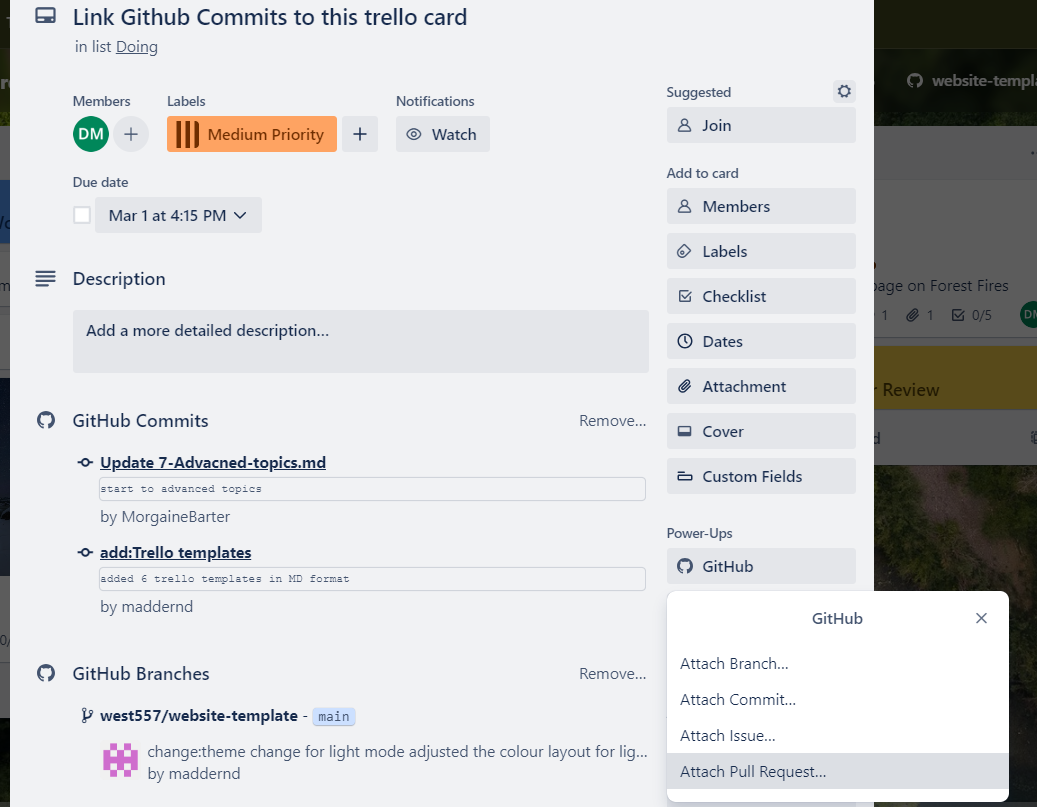 Link Github Commits to this trello card
in list Doing
website-templa
Members
Labels
Notifications
DM
Medium Priority
Watch
Due date
Mar 1 at 4:15 PM
Description
Add a more detailed description...
GitHub Commits
Remove...
Update 7-Advacned-topics.md
start to advanced topics
by MorgaineBarter
add:Trello templates
added 6 trello templates in MD format
by maddernd
GitHub Branches
Remove...
west557/website-template - main
change:theme change for light mode adjusted the colour layout for lig...
by maddernd
Suggested
Join
Add to card
Members
Labels
Checklist
Dates
Attachment
Cover
Custom Fields
Power-Ups
GitHub
GitHub
Attach Branch...
Attach Commit...
Attach Issue...
Attach Pull Request...
page on Forest Fires
1 1 0/5 DM
r Review
d